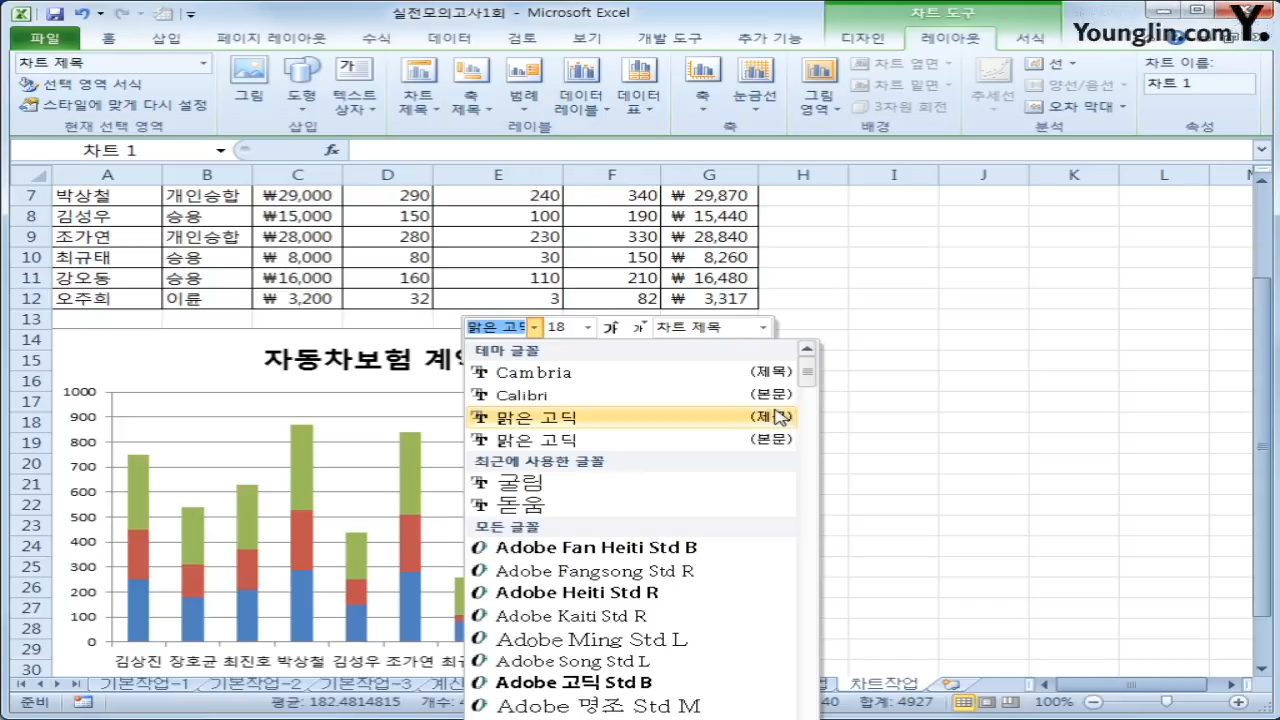 실전모의고사1회 - Microsoft Excel
차트 도구
YoungJin.com Y.
파일 홈 삽입 페이지 레이아웃 수식 데이터 검토 보기 개발 도구 추가 기능 디자인 레이아웃 서식
차트 제목
선택 영역 서식
스타일에 맞게 다시 설정
현재 선택 영역
그림 도형 텍스트 상자
삽입
차트 제목 축 제목 범례 데이터 레이블 데이터 표
레이블
축 눈금선
축
그림 영역 차트 옆면 차트 밑면 3차원 회전
배경
추세선 선 양선/음선 오차 막대
분석
차트 이름:
차트 1
속성
차트 1 fx
A B C D E F G H I J K L
7 박상철 개인승합 ₩29,000 290 240 340 ₩ 29,870
8 김성우 승용 ₩15,000 150 100 190 ₩ 15,440
9 조가연 개인승합 ₩28,000 280 230 330 ₩ 28,840
10 최규태 승용 ₩ 8,000 80 30 150 ₩ 8,260
11 강오동 승용 ₩16,000 160 110 210 ₩ 16,480
12 오주희 이륜 ₩ 3,200 32 3 82 ₩ 3,317
13
14
15
16
17
18
19
20
21
22
23
24
25
26
27
28
29
30
맑은 고딕 18 가 가 차트 제목
테마 글꼴
Cambria (제목)
Calibri (본문)
맑은 고딕 (제목)
맑은 고딕 (본문)
최근에 사용한 글꼴
굴림
돋움
모든 글꼴
Adobe Fan Heiti Std B
Adobe Fangsong Std R
Adobe Heiti Std R
Adobe Kaiti Std R
Adobe Ming Std L
Adobe Song Std L
Adobe 고딕 Std B
Adobe 명조 Std M
자동차보험 계
1000
900
800
700
600
500
400
300
200
100
0
김상진 장호균 최진호 박상철 김성우 조가연 최규
기본작업-1 기본작업-2 기본작업-3 계산 차트작업
준비 평균: 182.4814815 개수: 40 합계: 4927 100%